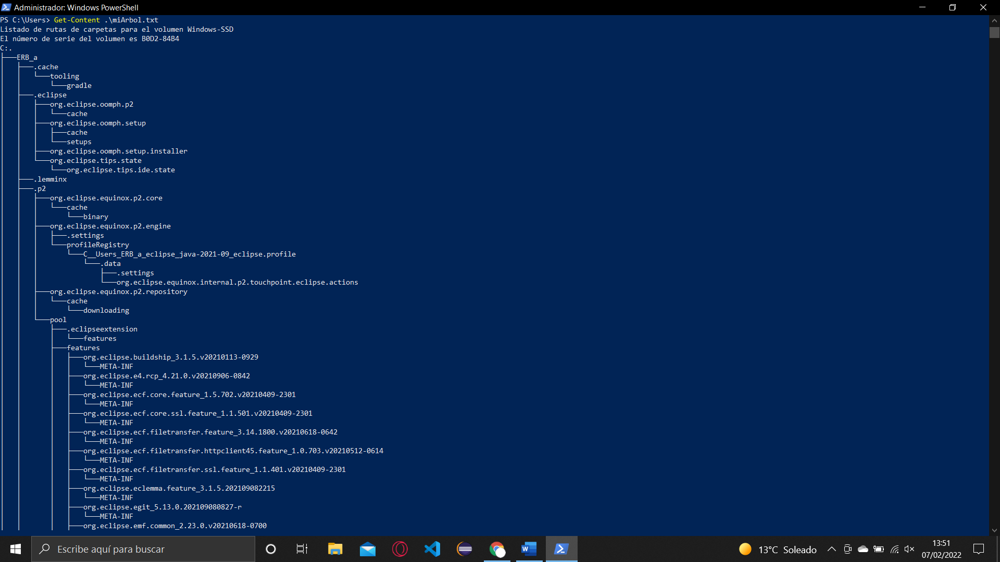 Administrador: Windows PowerShell
PS C:\Users> Get-Content .\miArbol.txt
Listado de rutas de carpetas para el volumen Windows-SSD
El número de serie del volumen es B0D2-84B4
C:.
├───ERB_a
│   ├───.cache
│   │   └───tooling
│   │       └───gradle
│   ├───.eclipse
│   │   ├───org.eclipse.oomph.p2
│   │   │   └───cache
│   │   ├───org.eclipse.oomph.setup
│   │   │   ├───cache
│   │   │   └───setups
│   │   ├───org.eclipse.oomph.setup.installer
│   │   └───org.eclipse.tips.state
│   │       └───org.eclipse.tips.ide.state
│   ├───.lemminx
│   ├───.p2
│   │   ├───org.eclipse.equinox.p2.core
│   │   │   └───cache
│   │   │       └───binary
│   │   ├───org.eclipse.equinox.p2.engine
│   │   │   ├───.settings
│   │   │   └───profileRegistry
│   │   │       └───C__Users_ERB_a_eclipse_java-2021-09_eclipse.profile
│   │   │           └───.data
│   │   │               ├───.settings
│   │   │               └───org.eclipse.equinox.internal.p2.touchpoint.eclipse.actions
│   │   ├───org.eclipse.equinox.p2.repository
│   │   │   └───cache
│   │   │       └───downloading
│   │   └───pool
│   │       ├───.eclipseextension
│   │       │   └───features
│   │       ├───features
│   │       │   ├───org.eclipse.buildship_3.1.5.v20210113-0929
│   │       │   │   └───META-INF
│   │       │   ├───org.eclipse.e4.rcp_4.21.0.v20210906-0842
│   │       │   │   └───META-INF
│   │       │   ├───org.eclipse.ecf.core.feature_1.5.702.v20210409-2301
│   │       │   │   └───META-INF
│   │       │   ├───org.eclipse.ecf.core.ssl.feature_1.1.501.v20210409-2301
│   │       │   │   └───META-INF
│   │       │   ├───org.eclipse.ecf.filetransfer.feature_3.14.1800.v20210618-0642
│   │       │   │   └───META-INF
│   │       │   ├───org.eclipse.ecf.filetransfer.httpclient45.feature_1.0.703.v20210512-0614
│   │       │   │   └───META-INF
│   │       │   ├───org.eclipse.ecf.filetransfer.ssl.feature_1.1.401.v20210409-2301
│   │       │   │   └───META-INF
│   │       │   ├───org.eclipse.eclemma.feature_3.1.5.202109082215
│   │       │   │   └───META-INF
│   │       │   ├───org.eclipse.egit_5.13.0.202109080827-r
│   │       │   │   └───META-INF
│   │       │   ├───org.eclipse.emf.common_2.23.0.v20210618-0700
Escribe aquí para buscar
13°C Soleado
13:51
07/02/2022